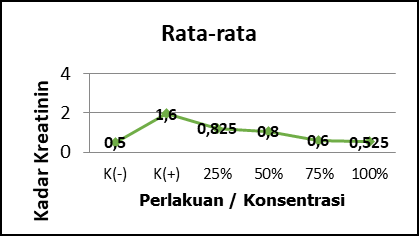 Rata-rata
Kadar Kreatinin
4
2
0
0,5
1,6
0,825
0,8
0,6
0,525
K(-) K(+) 25% 50% 75% 100%
Perlakuan / Konsentrasi